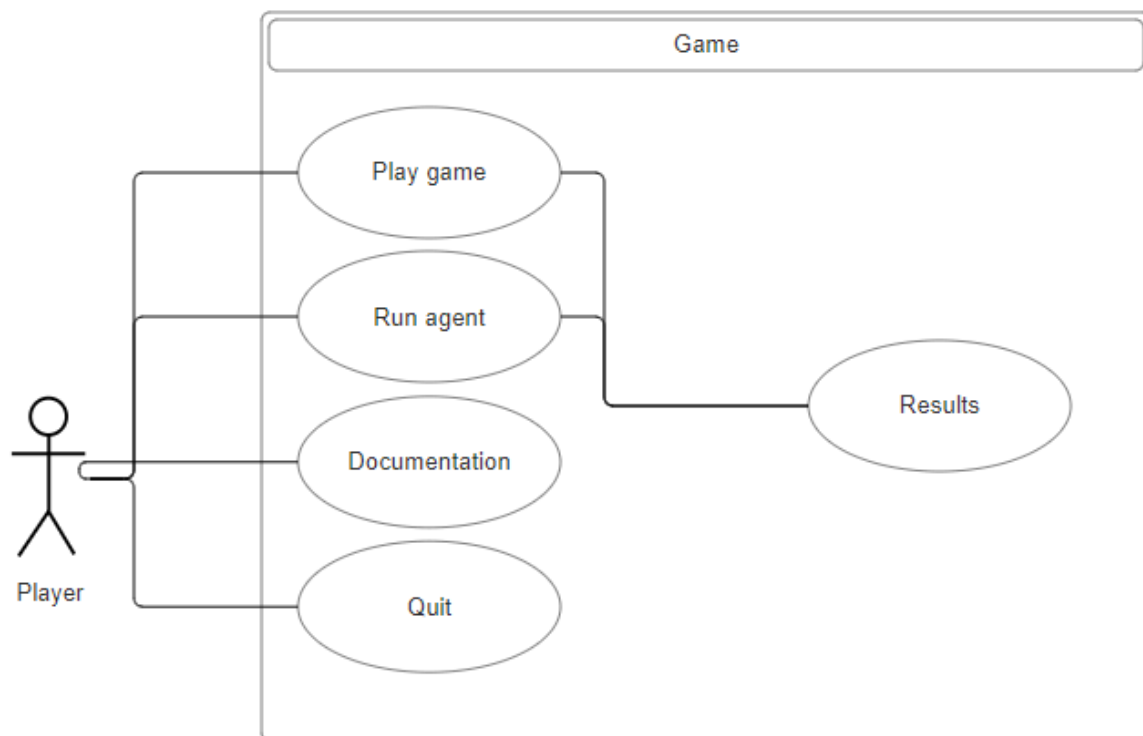 Game
Play game
Run agent
Results
Documentation
Player
Quit